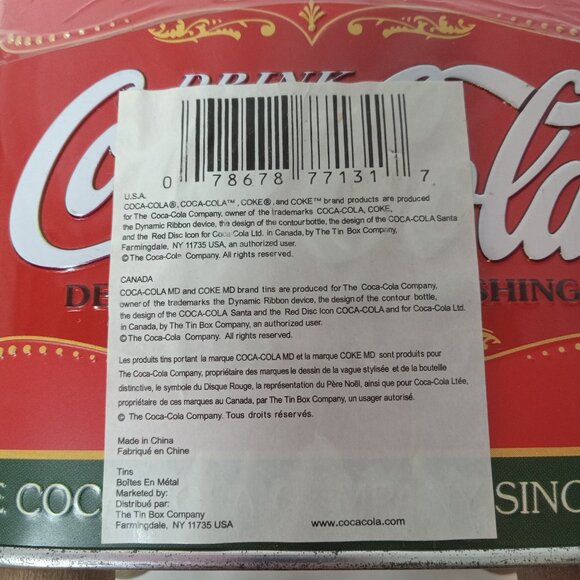 DRINK
Coca-Cola
DE SHING
0 78678 77131 7
U.S.A.
COCA-COLA®, COCA-COLA™, COKE®, and COKE™ brand products are produced
for The Coca-Cola Company, owner of the trademarks COCA-COLA, COKE,
the Dynamic Ribbon device, the design of the contour bottle, the design of the COCA-COLA Santa
and the Red Disc Icon for Coca-Cola Ltd. in Canada, by The Tin Box Company,
Farmingdale, NY 11735 USA, an authorized user.
© The Coca-Cola Company. All rights reserved.
CANADA
COCA-COLA MD and COKE MD brand tins are produced for The Coca-Cola Company,
owner of the trademarks the Dynamic Ribbon device, the design of the contour bottle,
the design of the COCA-COLA Santa and the Red Disc Icon COCA-COLA and for Coca-Cola Ltd.
in Canada, by The Tin Box Company, an authorized user.
© The Coca-Cola Company. All rights reserved.
Les produits tins portant la marque COCA-COLA MD et la marque COKE MD sont produits pour
The Coca-Cola Company, propriétaire des marques le dessin de la vague stylisée et de la bouteille
distinctive, le symbole du Disque Rouge, la représentation du Père Noël, ainsi que pour Coca-Cola Ltée,
propriétaire de ces marques au Canada, par The Tin Box Company, un usager autorisé.
© The Coca-Cola Company. Tous droits réservés.
Made in China
Fabriqué en Chine
Tins
Boîtes En Métal
Marketed by:
Distribué par:
The Tin Box Company
Farmingdale, NY 11735 USA
www.cocacola.com
E COC SING